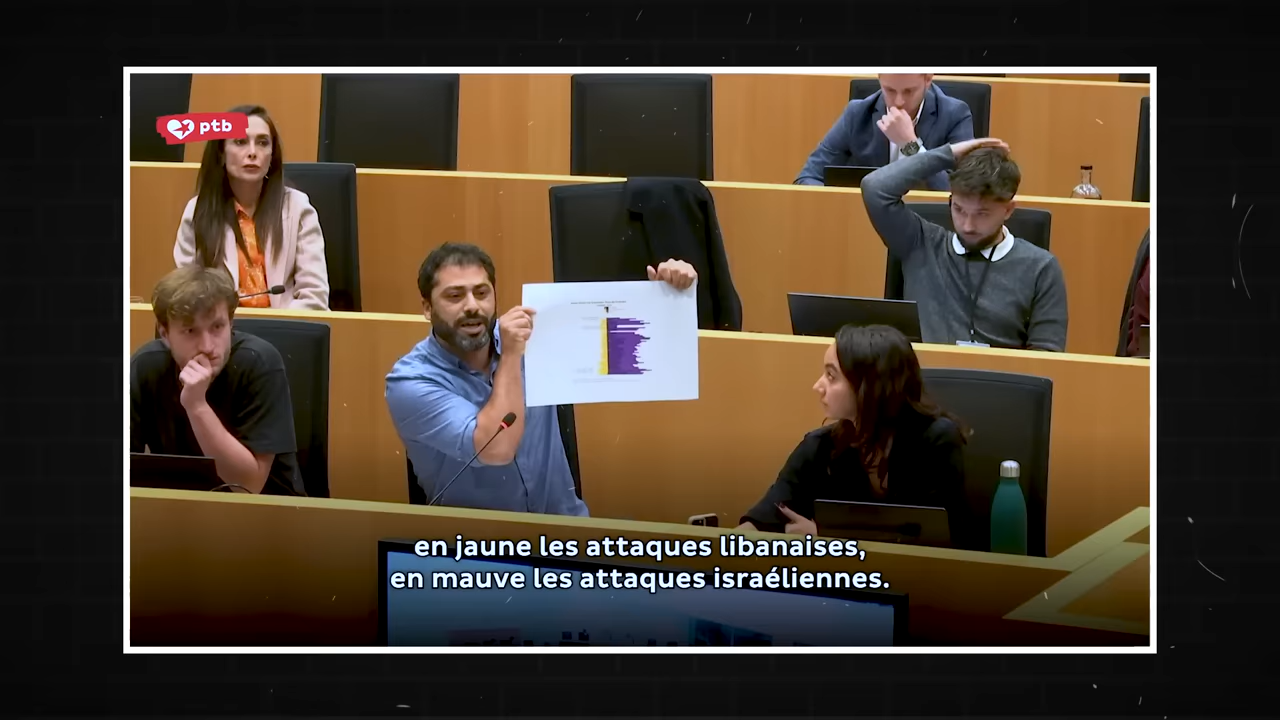 ptb
en jaune les attaques libanaises,
en mauve les attaques israéliennes.